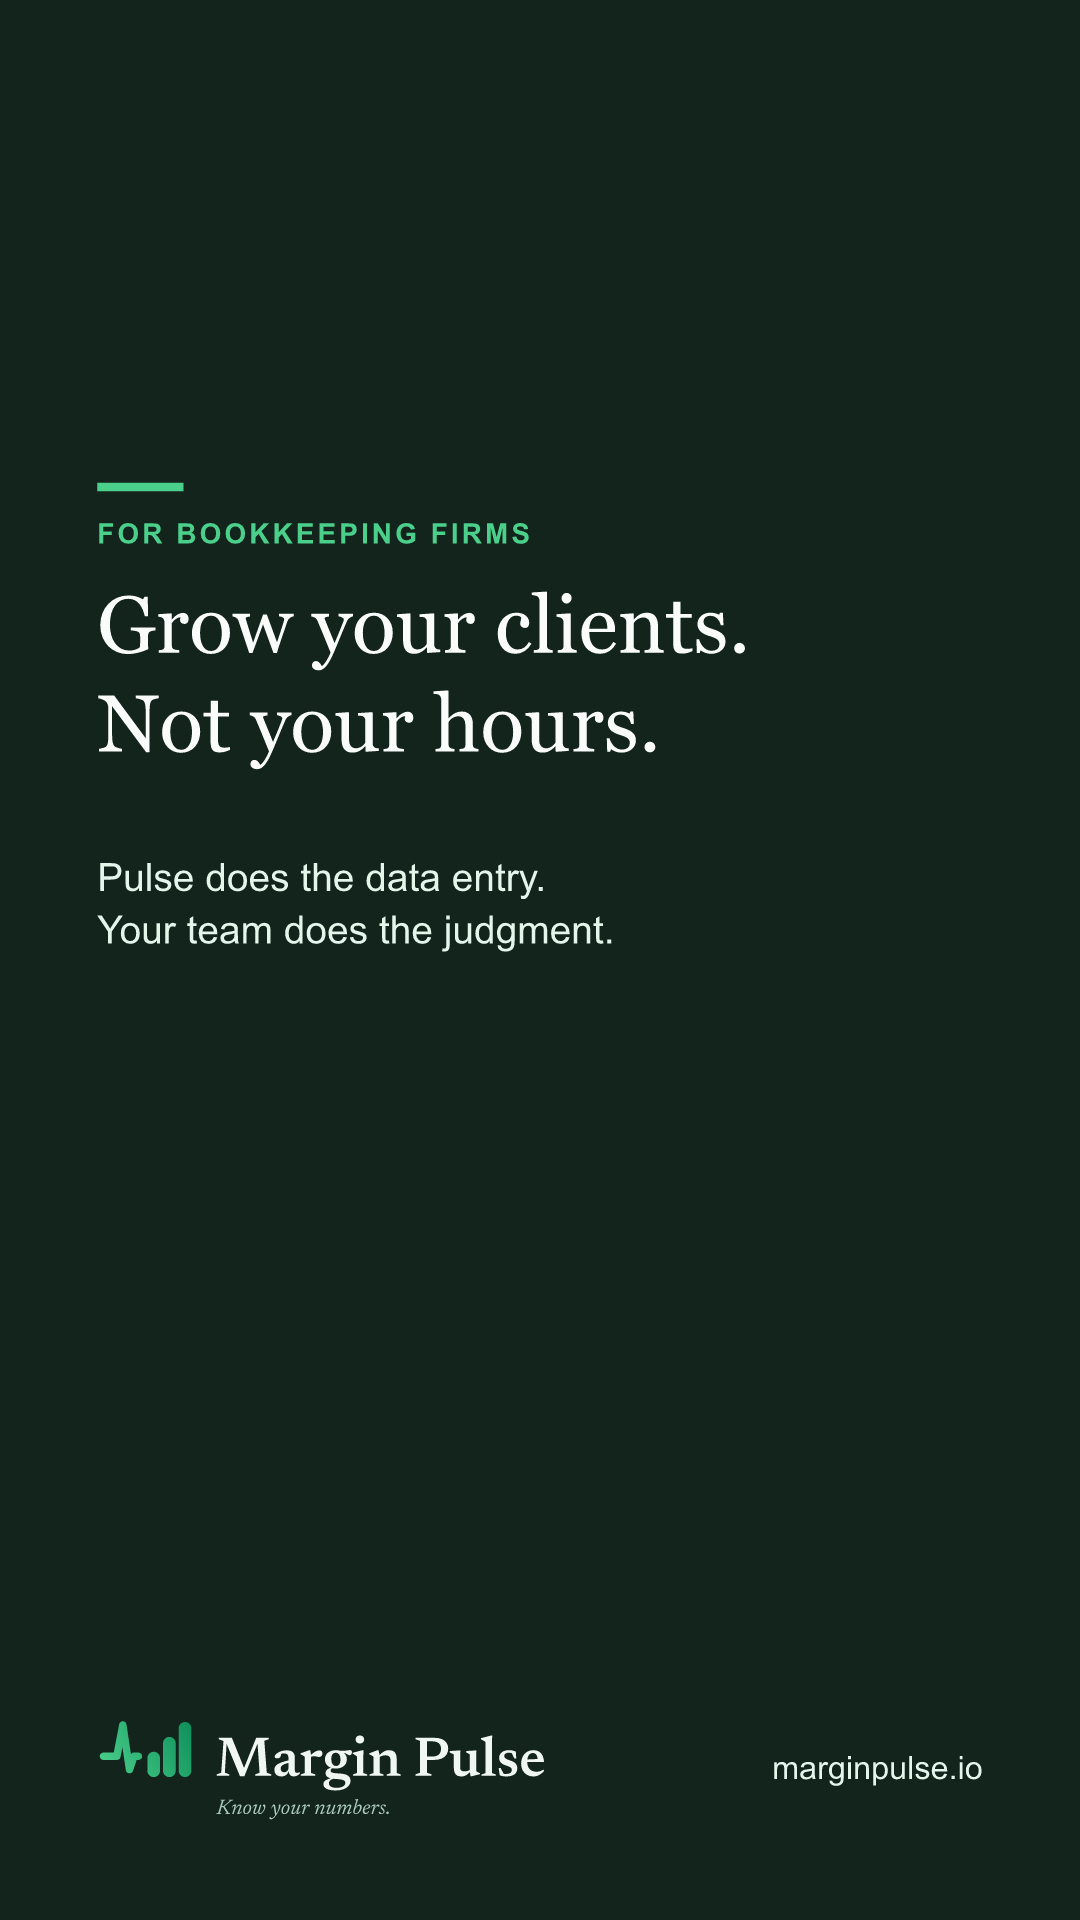 FOR BOOKKEEPING FIRMS
Grow your clients.
Not your hours.
Pulse does the data entry.
Your team does the judgment.
Margin Pulse
Know your numbers.
marginpulse.io